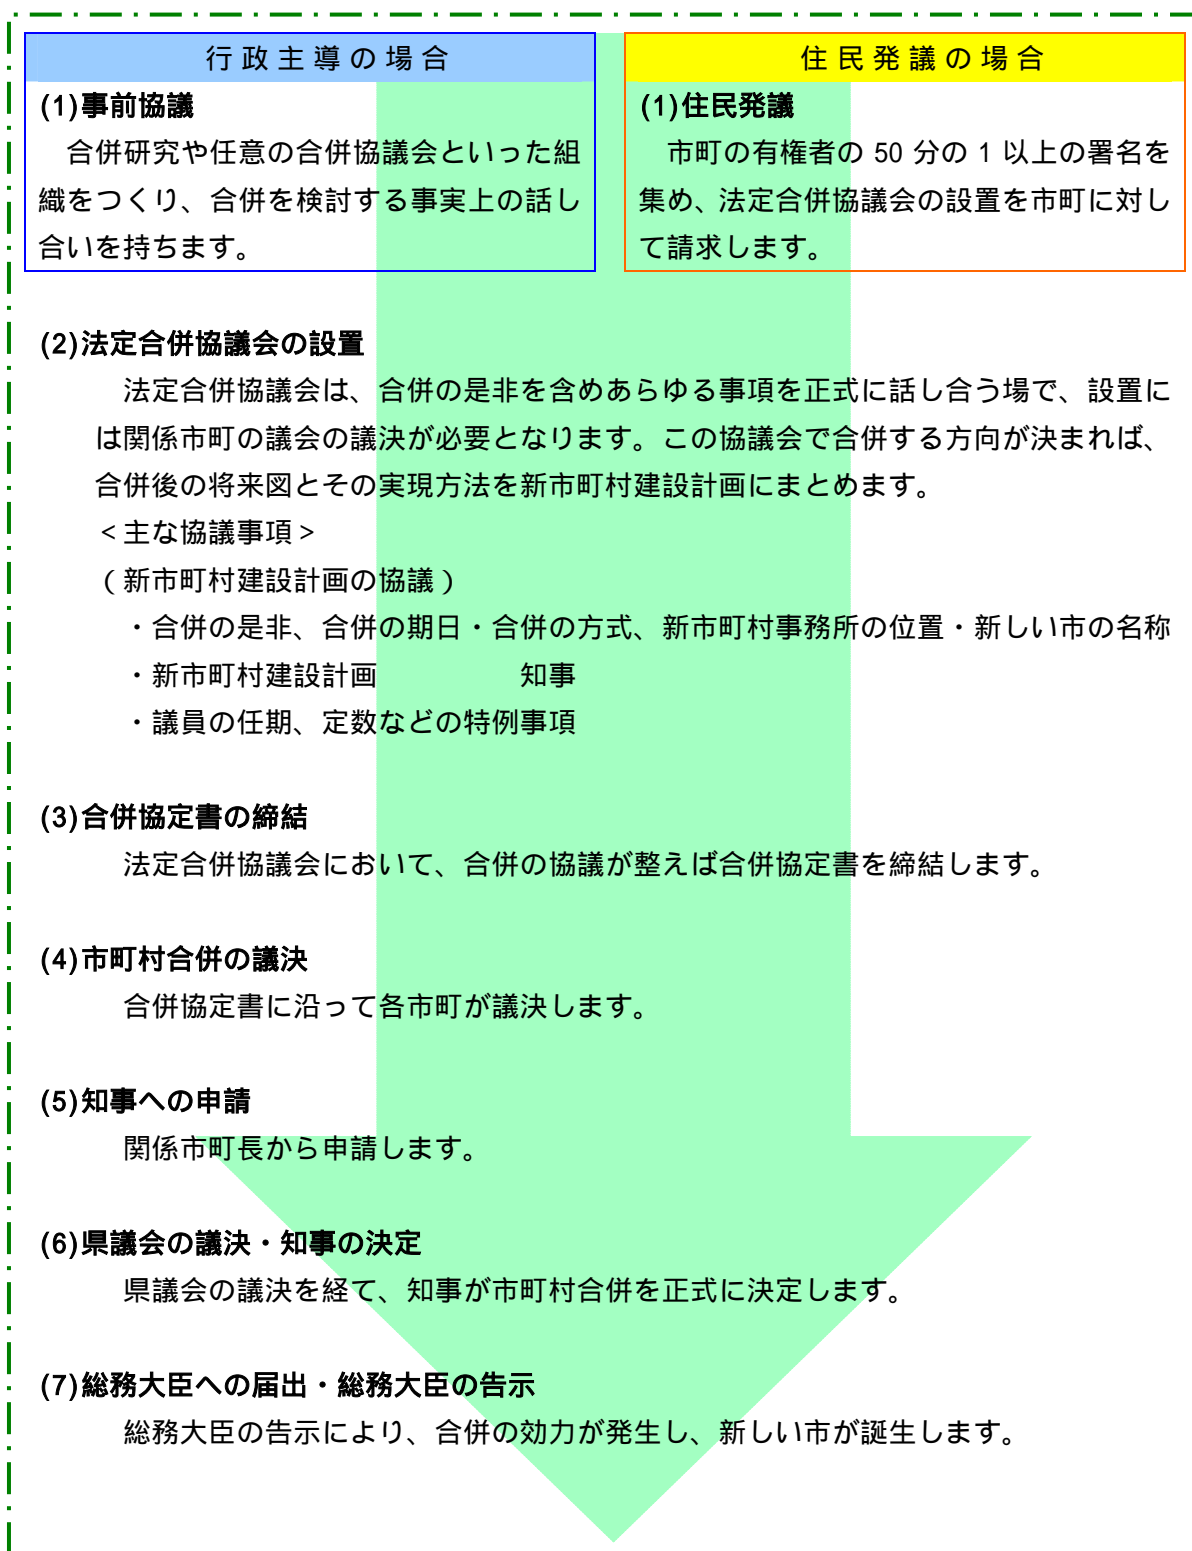 行政主導の場合
(1)事前協議
合併研究や任意の合併協議会といった組
織をつくり、合併を検討する事実上の話し
合いを持ちます。
住民発議の場合
(1)住民発議
市町の有権者の 50 分の 1 以上の署名を
集め、法定合併協議会の設置を市町に対し
て請求します。
(2)法定合併協議会の設置
法定合併協議会は、合併の是非を含めあらゆる事項を正式に話し合う場で、設置に
は関係市町の議会の議決が必要となります。この協議会で合併する方向が決まれば、
合併後の将来図とその実現方法を新市町村建設計画にまとめます。
＜主な協議事項＞
（新市町村建設計画の協議）
・合併の是非、合併の期日・合併の方式、新市町村事務所の位置・新しい市の名称
・新市町村建設計画　　　　　知事
・議員の任期、定数などの特例事項
(3)合併協定書の締結
法定合併協議会において、合併の協議が整えば合併協定書を締結します。
(4)市町村合併の議決
合併協定書に沿って各市町が議決します。
(5)知事への申請
関係市町長から申請します。
(6)県議会の議決・知事の決定
県議会の議決を経て、知事が市町村合併を正式に決定します。
(7)総務大臣への届出・総務大臣の告示
総務大臣の告示により、合併の効力が発生し、新しい市が誕生します。